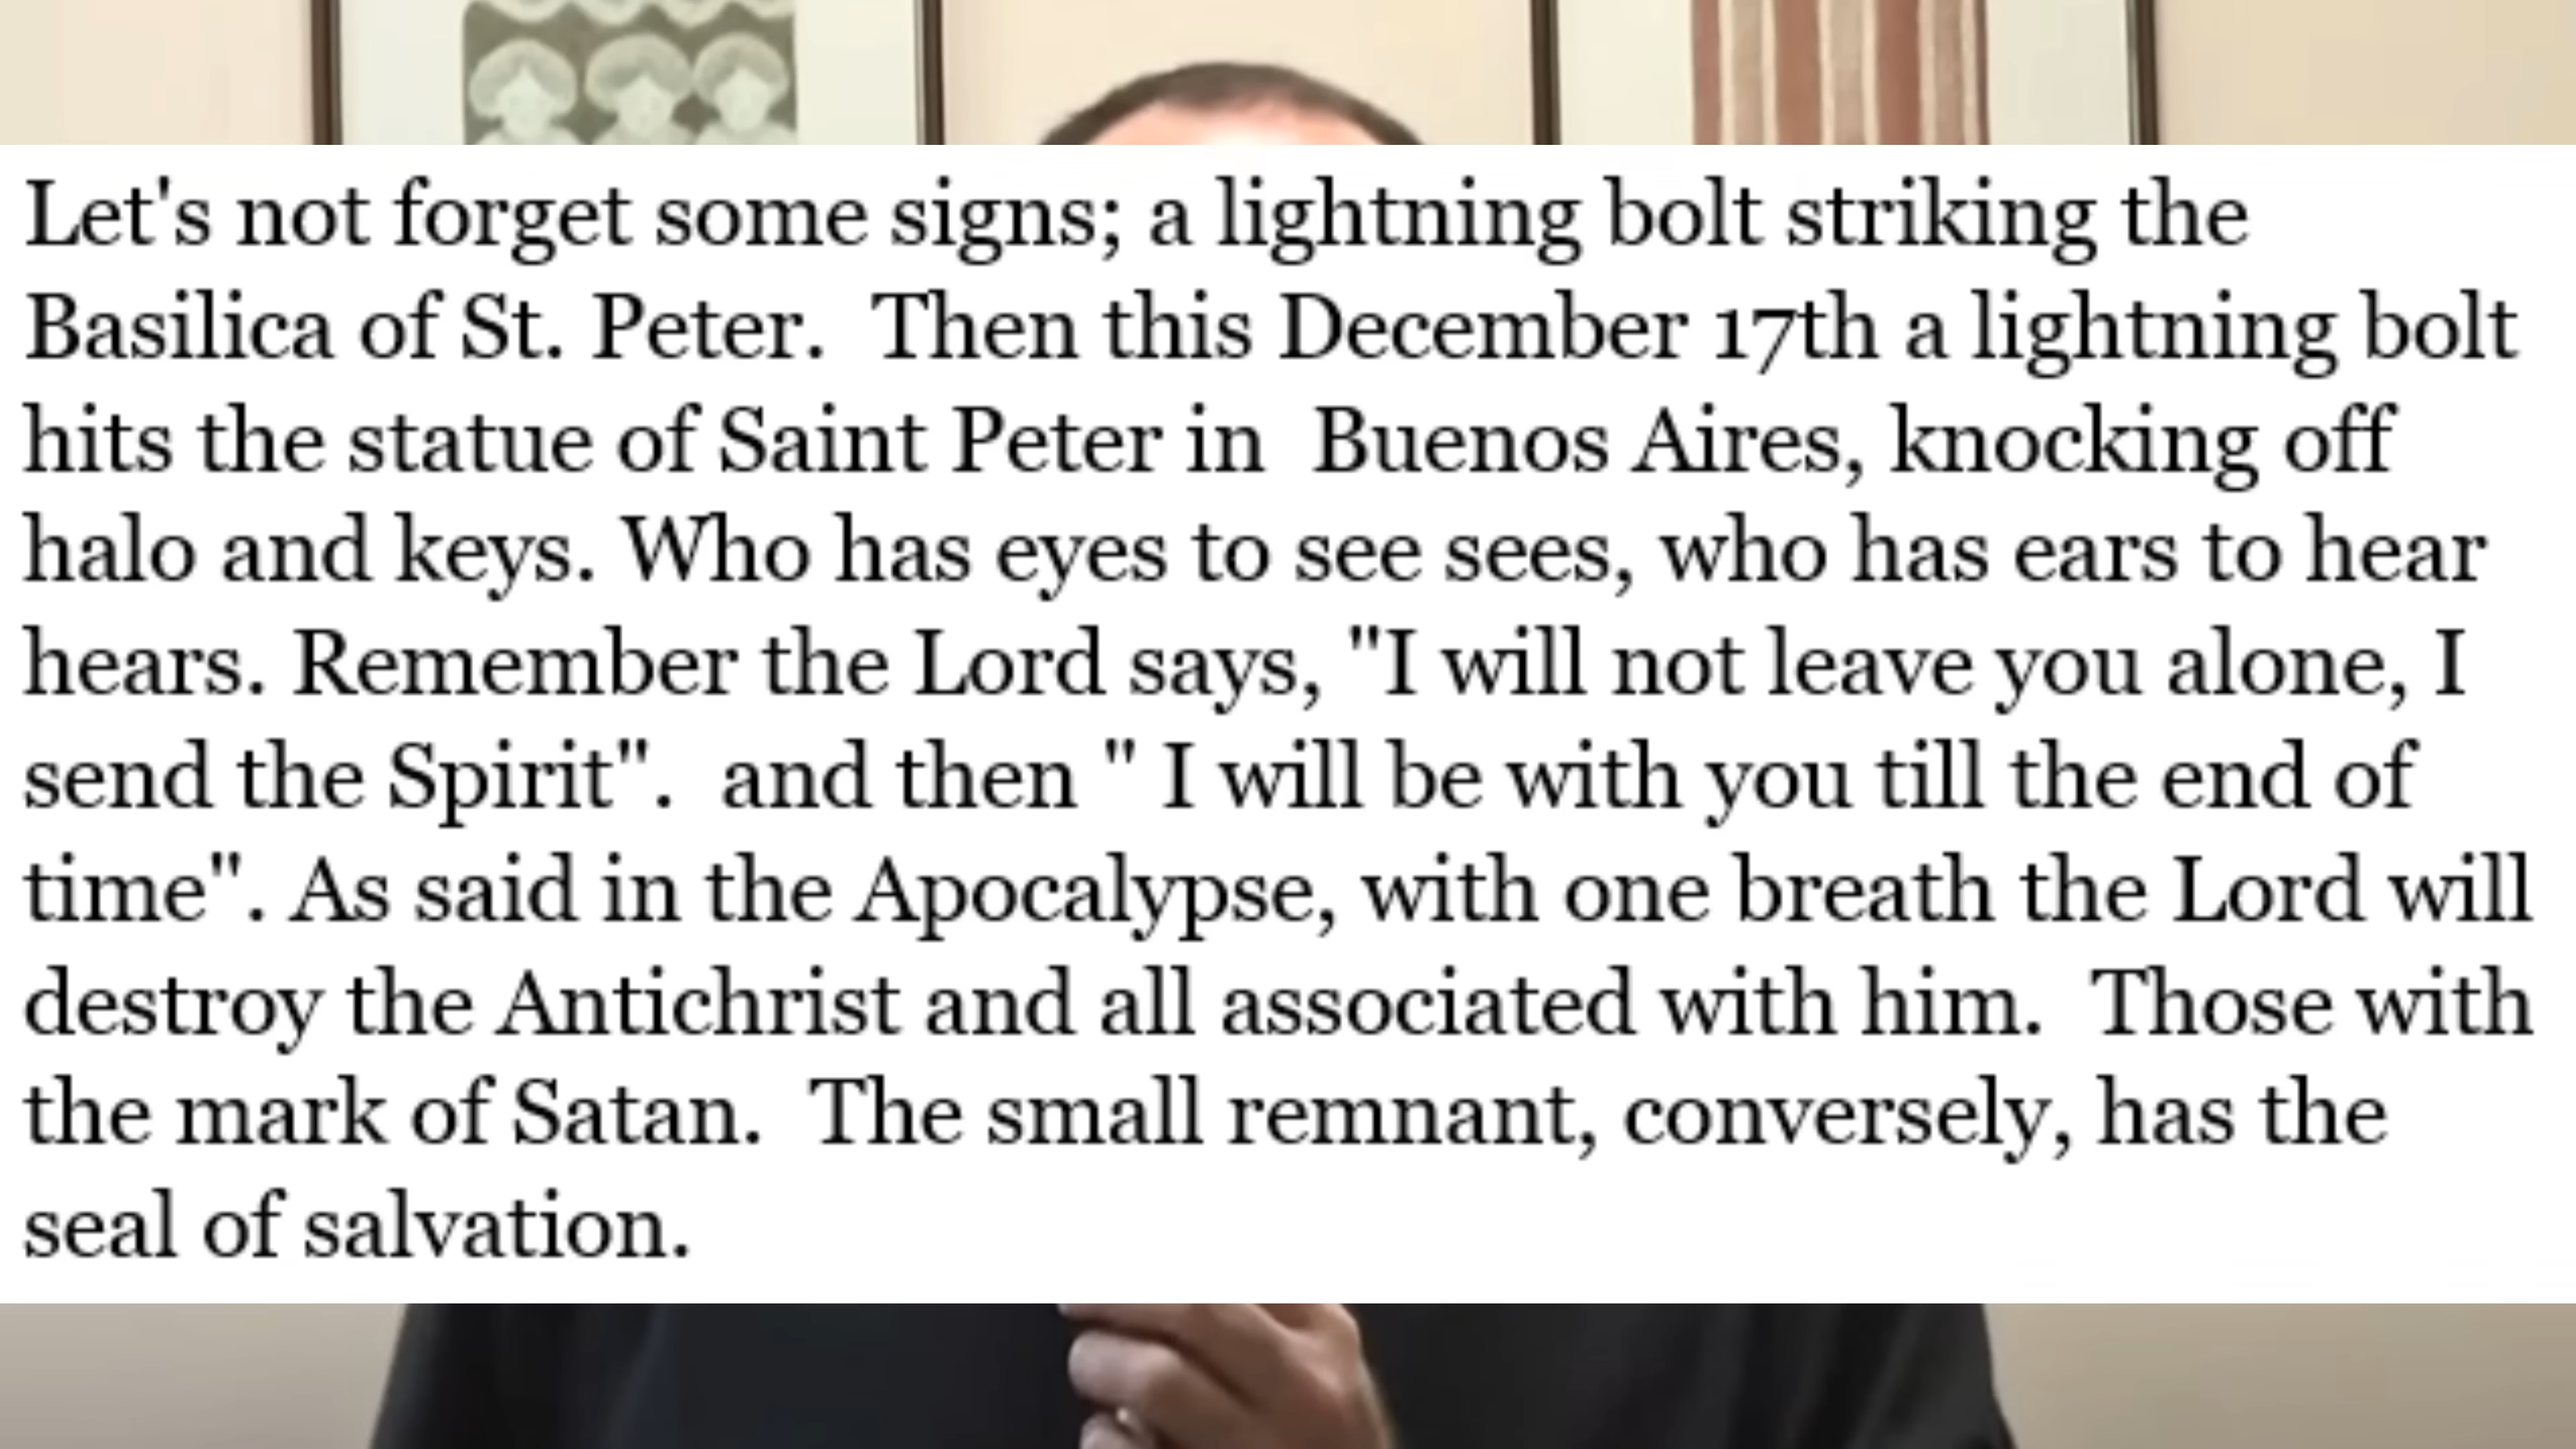 Let's not forget some signs; a lightning bolt striking the
Basilica of St. Peter.  Then this December 17th a lightning bolt
hits the statue of Saint Peter in  Buenos Aires, knocking off
halo and keys. Who has eyes to see sees, who has ears to hear
hears. Remember the Lord says, "I will not leave you alone, I
send the Spirit".  and then " I will be with you till the end of
time". As said in the Apocalypse, with one breath the Lord will
destroy the Antichrist and all associated with him.  Those with
the mark of Satan.  The small remnant, conversely, has the
seal of salvation.